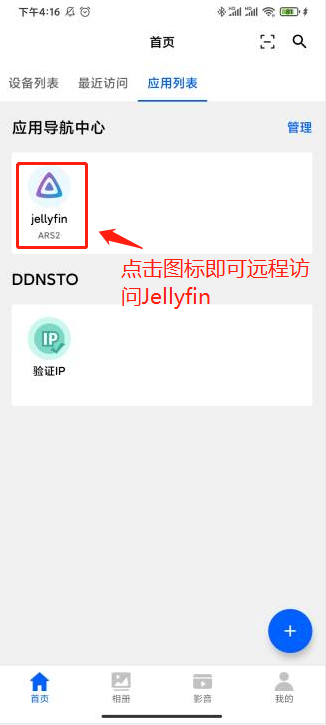 下午4:16
81
首页
设备列表 最近访问 应用列表
应用导航中心 管理
jellyfin
ARS2
点击图标即可远程访
问Jellyfin
DDNSTO
IP
验证IP
首页 相册 影音 我的